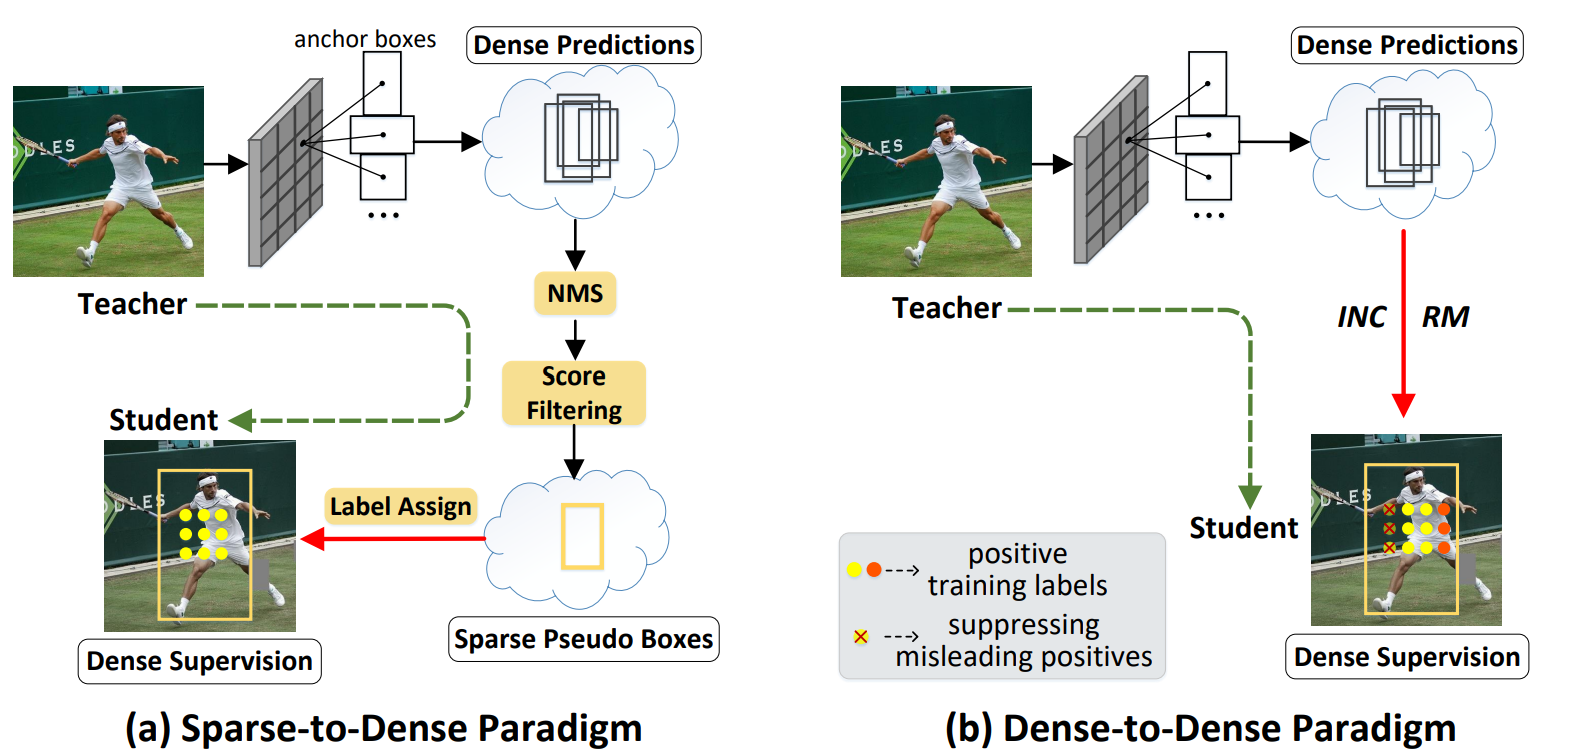 anchor boxes
Dense Predictions
NMS
Score
Filtering
Teacher
Student
Label Assign
Sparse Pseudo Boxes
Dense Supervision
(a) Sparse-to-Dense Paradigm
Dense Predictions
Teacher
INC RM
Student
positive
training labels
suppressing
misleading positives
Dense Supervision
(b) Dense-to-Dense Paradigm